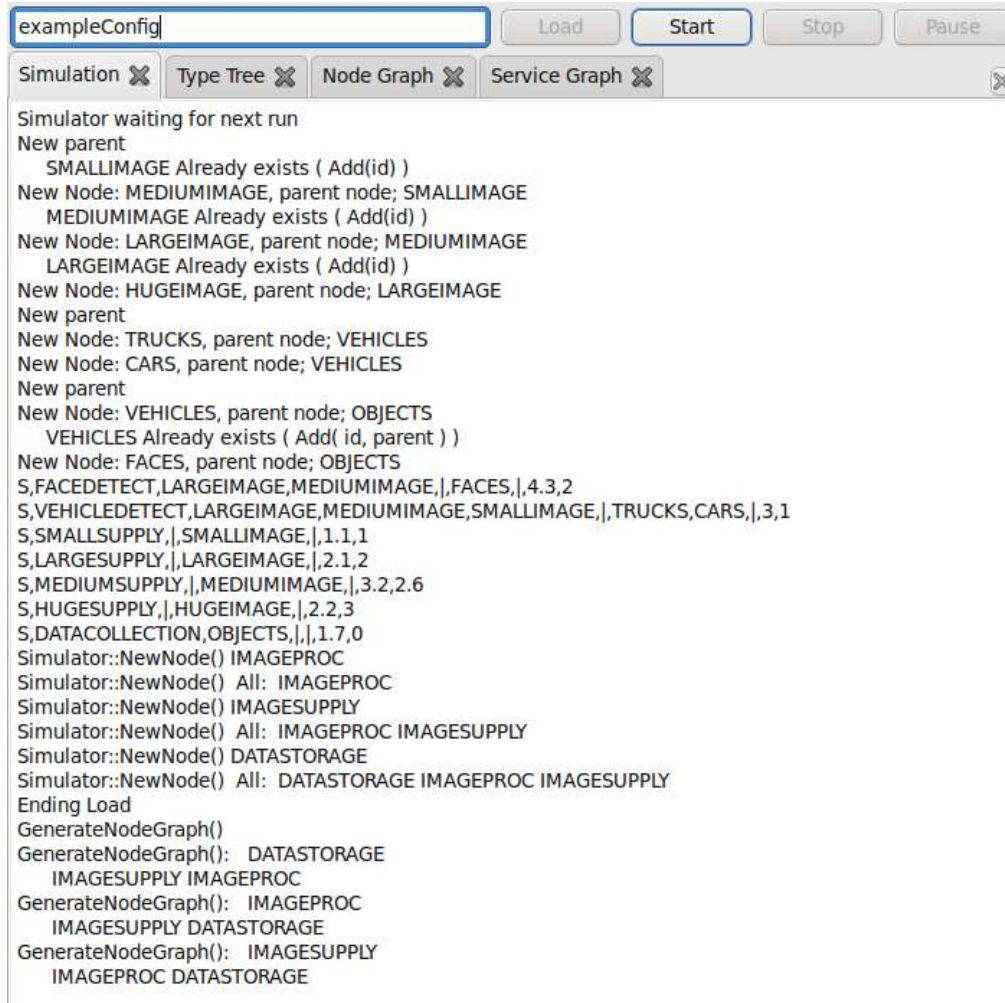 exampleConfig Load Start Stop Pause
Simulation Type Tree Node Graph Service Graph
Simulator waiting for next run
New parent
SMALLIMAGE Already exists ( Add(id) )
New Node: MEDIUMIMAGE, parent node; SMALLIMAGE
MEDIUMIMAGE Already exists ( Add(id) )
New Node: LARGEIMAGE, parent node; MEDIUMIMAGE
LARGEIMAGE Already exists ( Add(id) )
New Node: HUGEIMAGE, parent node; LARGEIMAGE
New parent
New Node: TRUCKS, parent node; VEHICLES
New Node: CARS, parent node; VEHICLES
New parent
New Node: VEHICLES, parent node; OBJECTS
VEHICLES Already exists ( Add( id, parent ) )
New Node: FACES, parent node; OBJECTS
S,FACEDETECT,LARGEIMAGE,MEDIUMIMAGE,|,FACES,|,4.3,2
S,VEHICLEDETECT,LARGEIMAGE,MEDIUMIMAGE,SMALLIMAGE,|,TRUCKS,CARS,|,3,1
S,SMALLSUPPLY,|,SMALLIMAGE,|,1.1,1
S,LARGESUPPLY,|,LARGEIMAGE,|,2.1,2
S,MEDIUMSUPPLY,|,MEDIUMIMAGE,|,3.2,2.6
S,HUGESUPPLY,|,HUGEIMAGE,|,2.2,3
S,DATACOLLECTION,OBJECTS,|,|,1.7,0
Simulator::NewNode() IMAGEPROC
Simulator::NewNode() All: IMAGEPROC
Simulator::NewNode() IMAGESUPPLY
Simulator::NewNode() All: IMAGEPROC IMAGESUPPLY
Simulator::NewNode() DATASTORAGE
Simulator::NewNode() All: DATASTORAGE IMAGEPROC IMAGESUPPLY
Ending Load
GenerateNodeGraph()
GenerateNodeGraph(): DATASTORAGE
IMAGESUPPLY IMAGEPROC
GenerateNodeGraph(): IMAGEPROC
IMAGESUPPLY DATASTORAGE
GenerateNodeGraph(): IMAGESUPPLY
IMAGEPROC DATASTORAGE